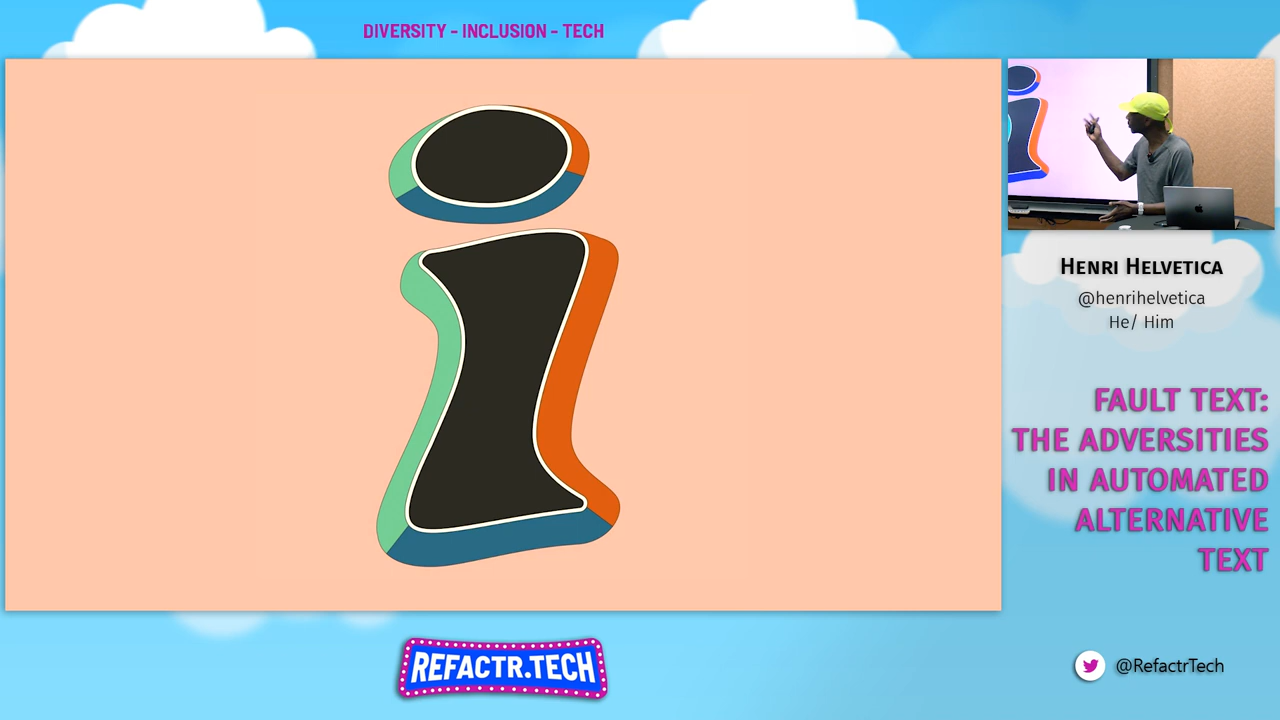 DIVERSITY - INCLUSION - TECH
i
HENRI HELVETICA
@henrihelvetica
He/ Him
FAULT TEXT:
THE ADVERSITIES
IN AUTOMATED
ALTERNATIVE
TEXT
REFACTR.TECH
@RefactrTech